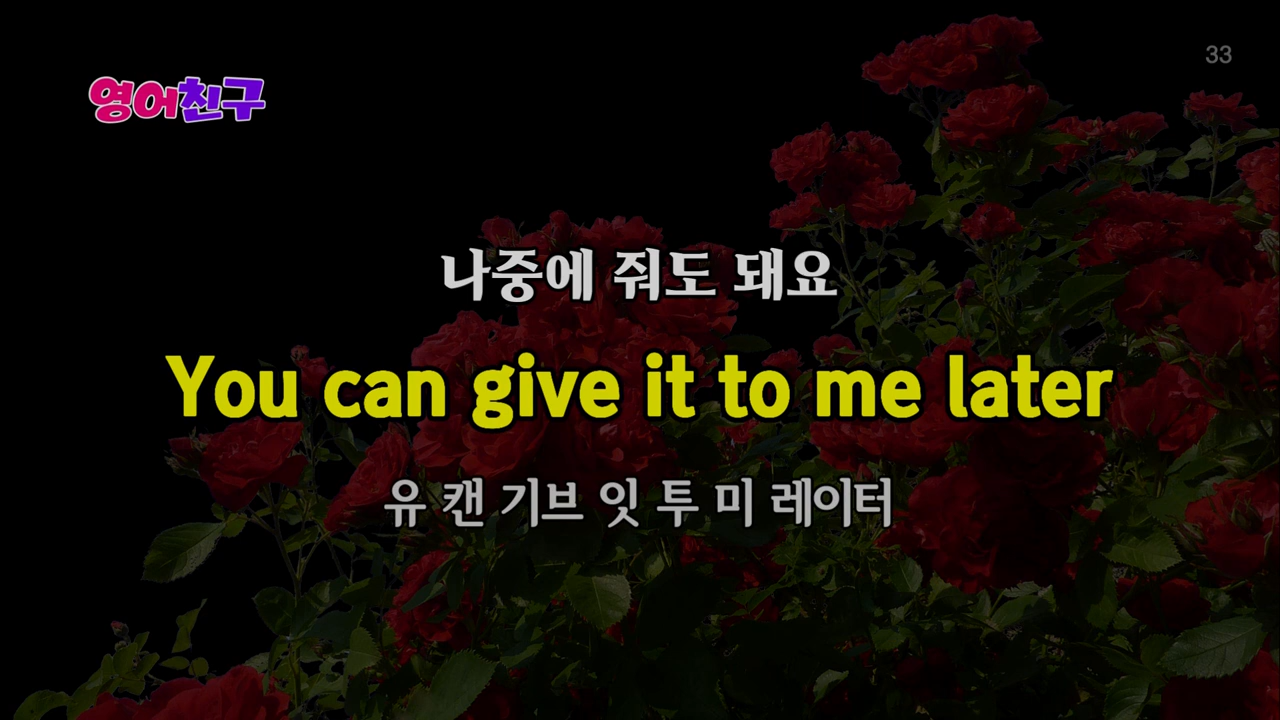 33
영어친구
나중에 줘도 돼요
You can give it to me later
유 캔 기브 잇 투 미 레이터